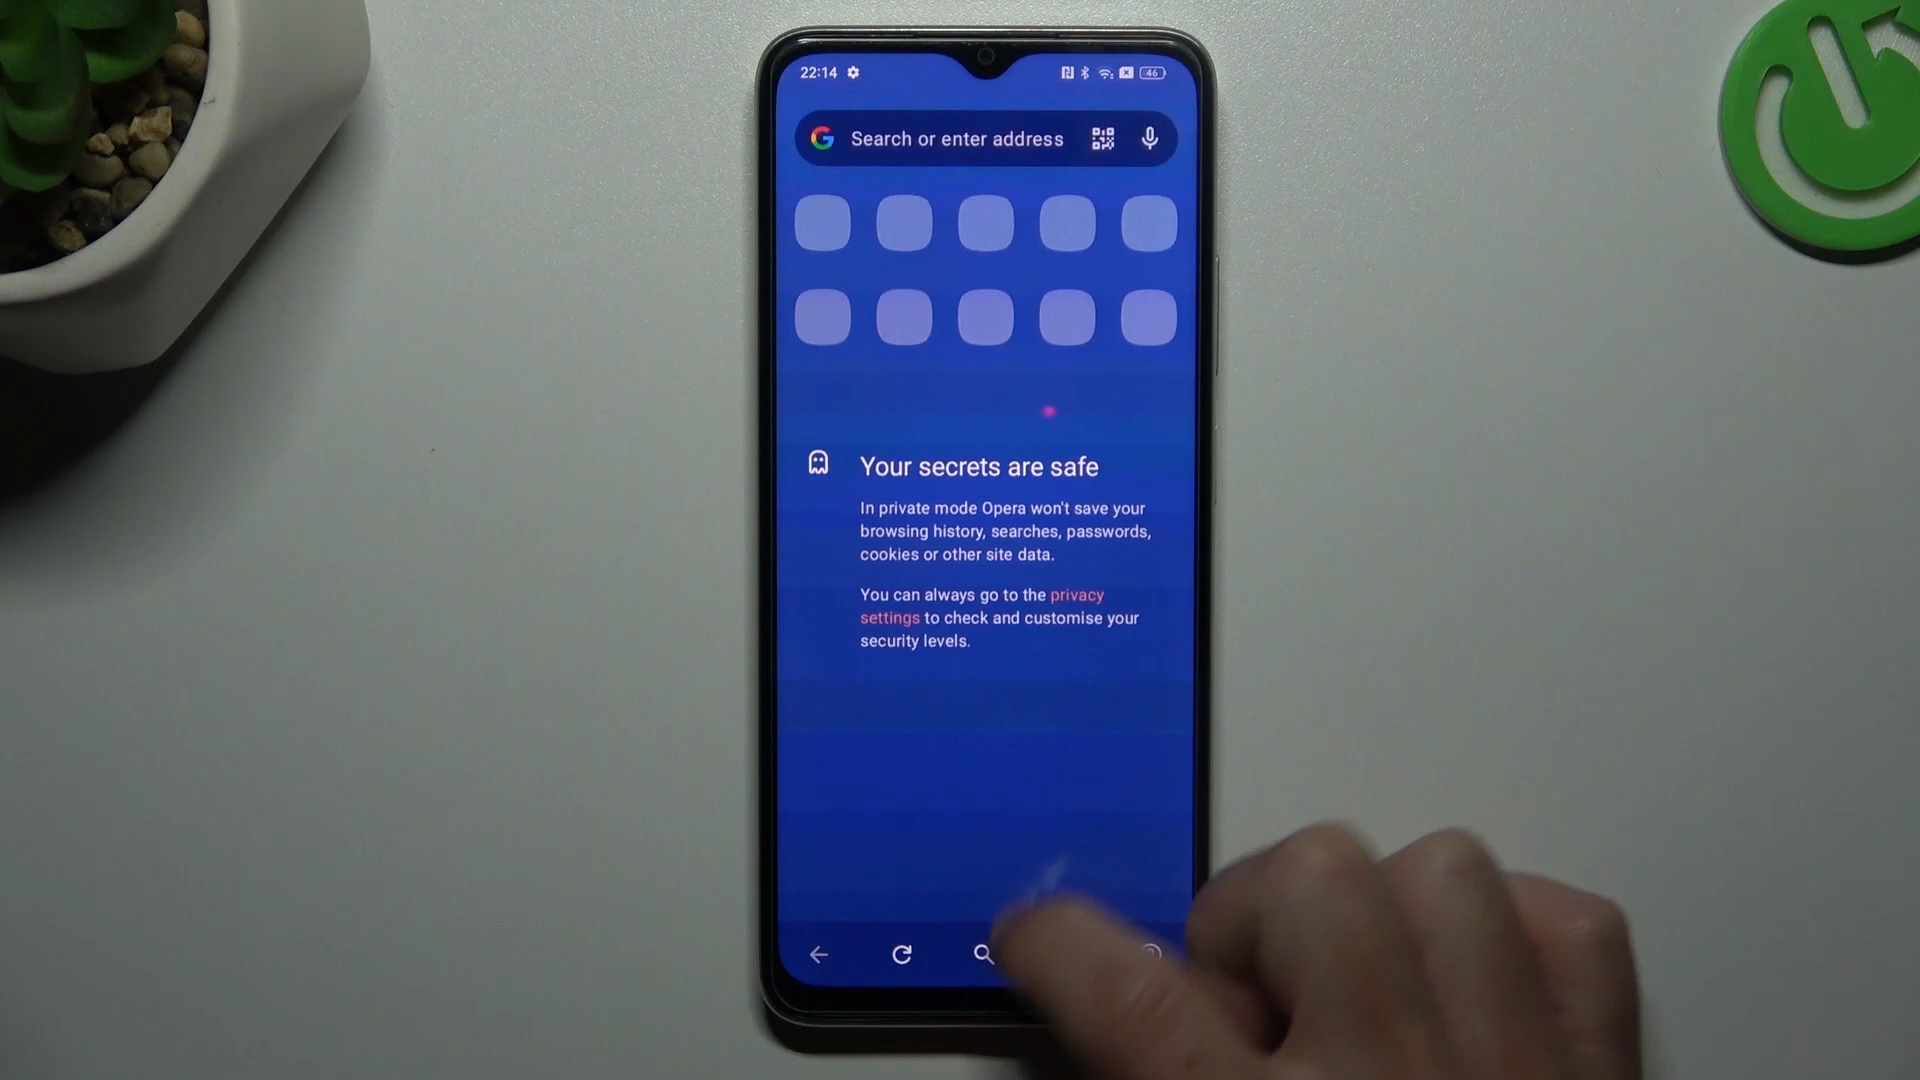 22:14
46
Search or enter address
Your secrets are safe
In private mode Opera won't save your
browsing history, searches, passwords,
cookies or other site data.
You can always go to the privacy
settings to check and customise your
security levels.